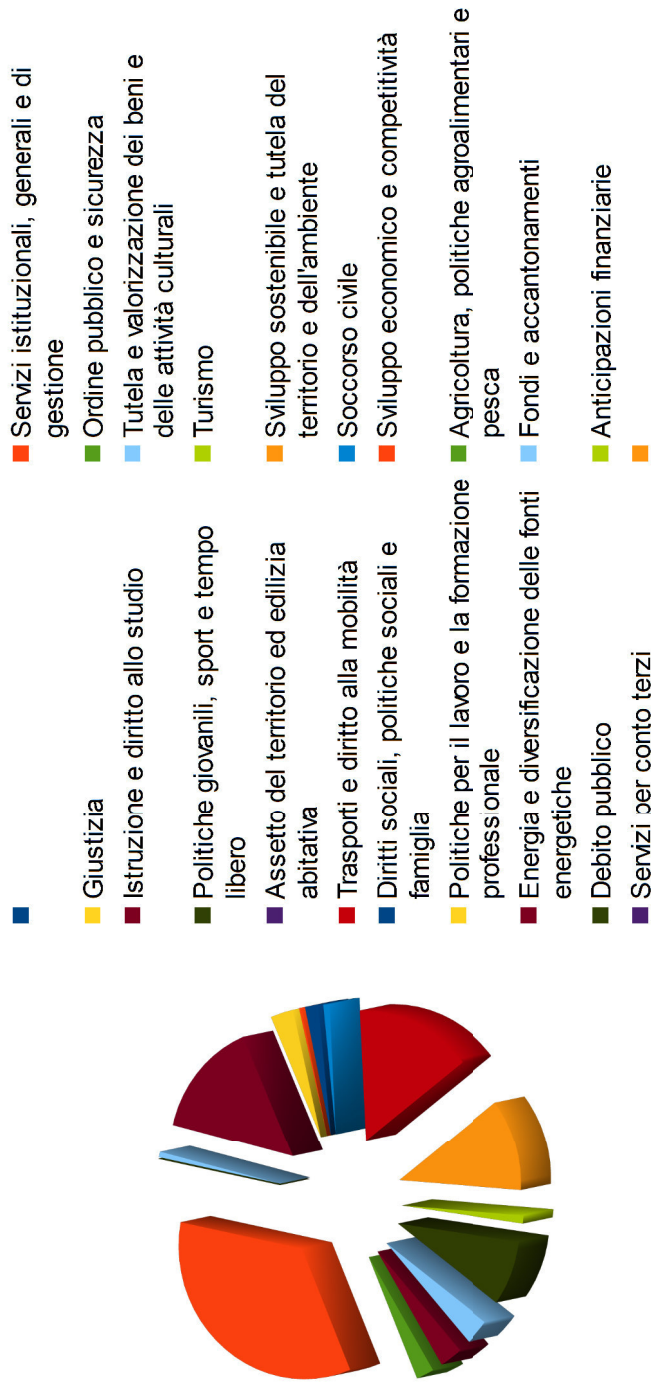 Servizi istituzionali, generali e di
gestione
Giustizia
Ordine pubblico e sicurezza
Istruzione e diritto allo studio
Tutela e valorizzazione dei beni e
delle attività culturali
Politiche giovanili, sport e tempo
libero
Turismo
Assetto del territorio ed edilizia
abitativa
Sviluppo sostenibile e tutela del
territorio e dell'ambiente
Trasporti e diritto alla mobilità
Soccorso civile
Diritti sociali, politiche sociali e
famiglia
Sviluppo economico e competitività
Politiche per il lavoro e la formazione
professionale
Agricoltura, politiche agroalimentari e
pesca
Energia e diversificazione delle fonti
energetiche
Fondi e accantonamenti
Debito pubblico
Anticipazioni finanziarie
Servizi per conto terzi